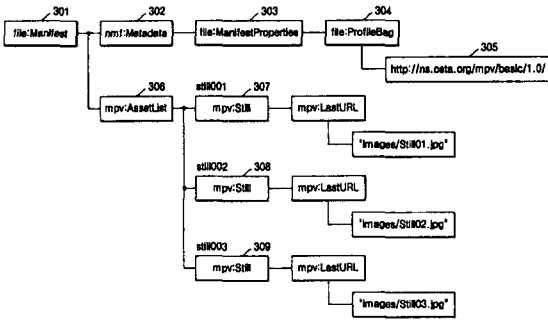 301 302 303 304
file:Manifest nmf:Metadata file:ManifestProperties file:ProfileBag
305
http://ns.osta.org/mpv/basic/1.0/
306 still001 307
mpv:AssetList mpv:Still mpv:LastURL
"Images/Still01.jpg"
still002 308
mpv:Still mpv:LastURL
"Images/Still02.jpg"
still003 309
mpv:Still mpv:LastURL
"Images/Still03.jpg"